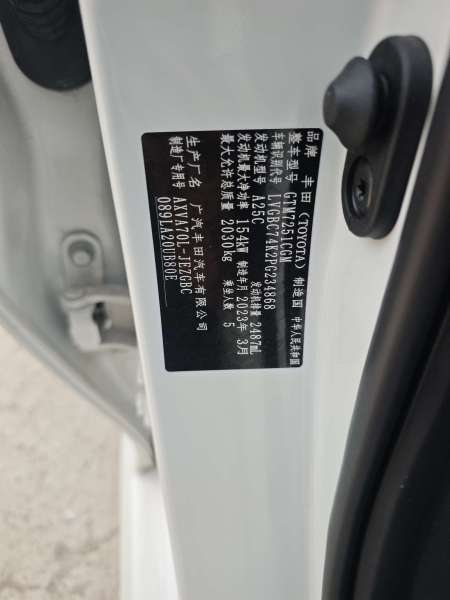 品牌 丰田 (TOYOTA) 制造国 中华人民共和国
整车型号 GTM7251CGM
车辆识别代号 LVGBC74K2PG234868
发动机型号 A25C 发动机排量 2487mL
发动机最大净功率 154kW 制造年月 2023年 3月
最大允许总质量 2030kg 乘坐人数 5
生产厂名 广汽丰田汽车有限公司
制造厂专用号 AXVA70L-JEZGBC
089LA20UB80E